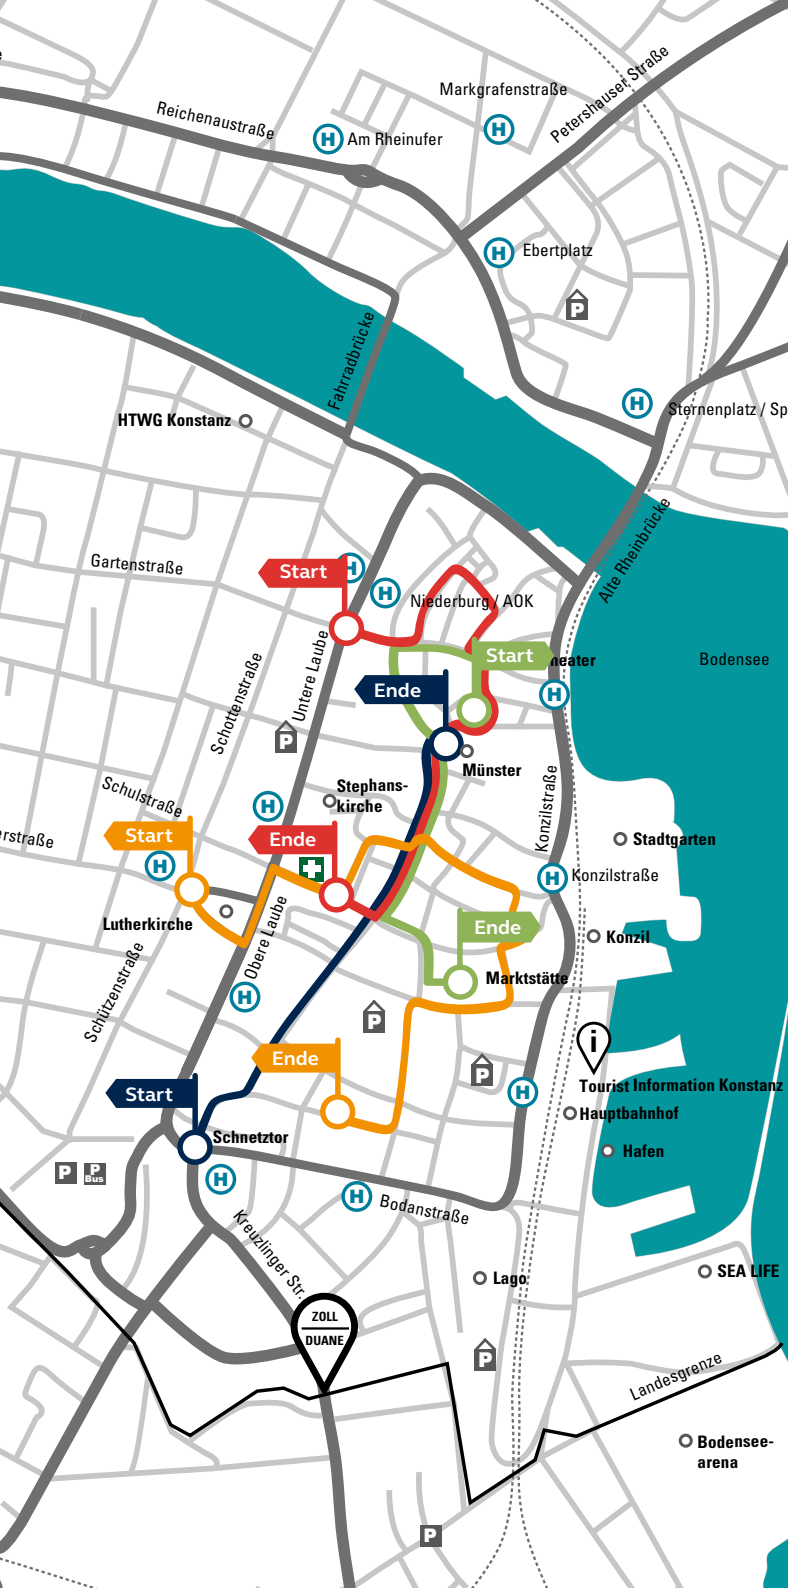 Markgrafenstraße
Petershauser Straße
Reichenaustraße
H Am Rheinufer
H
H Ebertplatz
P
Fahrradbrücke
H
Sternenplatz / Sp
HTWG Konstanz
Alte Rheinbrücke
Gartenstraße
Start
H
H
Niederburg / AOK
Untere Laube
Schottenstraße
Start
heater
Bodensee
Ende
H
P
Münster
Schulstraße
Stephans-
kirche
H
Konzilstraße
erstraße
Start
Ende
H
Stadtgarten
H Konzilstraße
Lutherkirche
Obere Laube
Ende
Konzil
Schützenstraße
H
Marktstätte
P
i
Ende
P
Tourist Information Konstanz
Start
H
Hauptbahnhof
Schnetztor
Hafen
P
P
Bus
H
H
Bodanstraße
Kreuzlinger Str.
Lago
SEA LIFE
ZOLL
DUANE
P
Landesgrenze
Bodensee-
arena
P